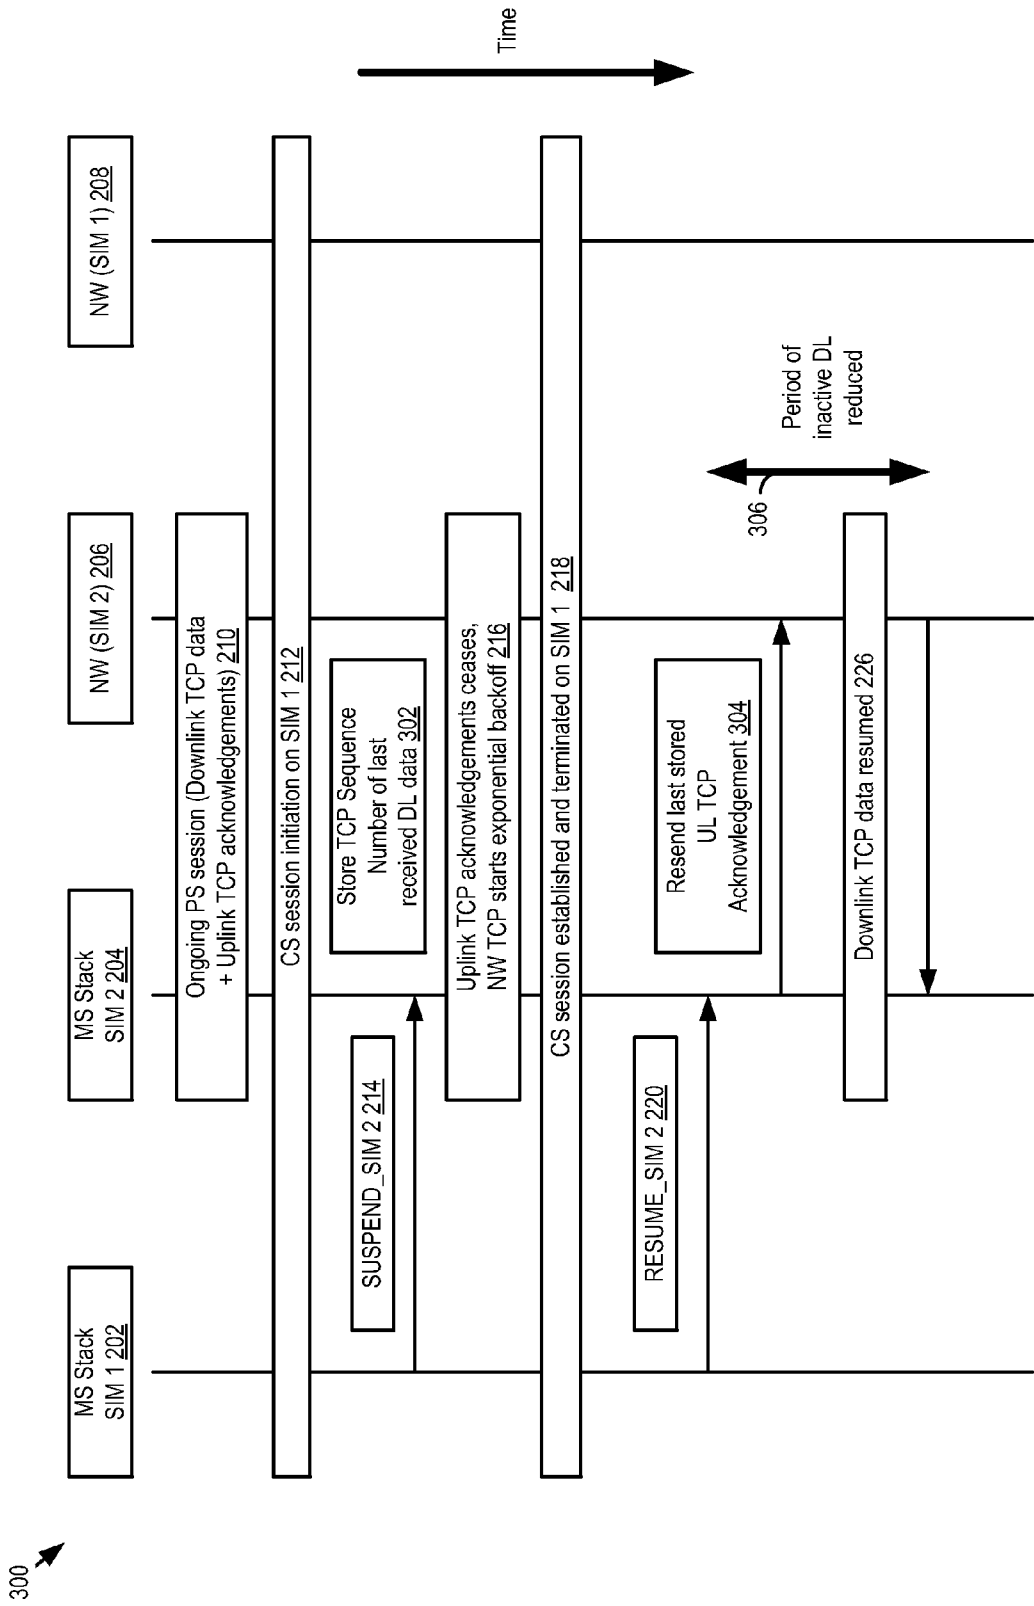 300
MS Stack
SIM 1 202
MS Stack
SIM 2 204
NW (SIM 2) 206
NW (SIM 1) 208
Ongoing PS session (Downlink TCP data
+ Uplink TCP acknowledgements) 210
CS session initiation on SIM 1 212
Time
SUSPEND_SIM 2 214
Store TCP Sequence
Number of last
received DL data 302
Uplink TCP acknowledgements ceases,
NW TCP starts exponential backoff 216
CS session established and terminated on SIM 1 218
RESUME_SIM 2 220
Resend last stored
UL TCP
Acknowledgement 304
306
Period of
inactive DL
reduced
Downlink TCP data resumed 226